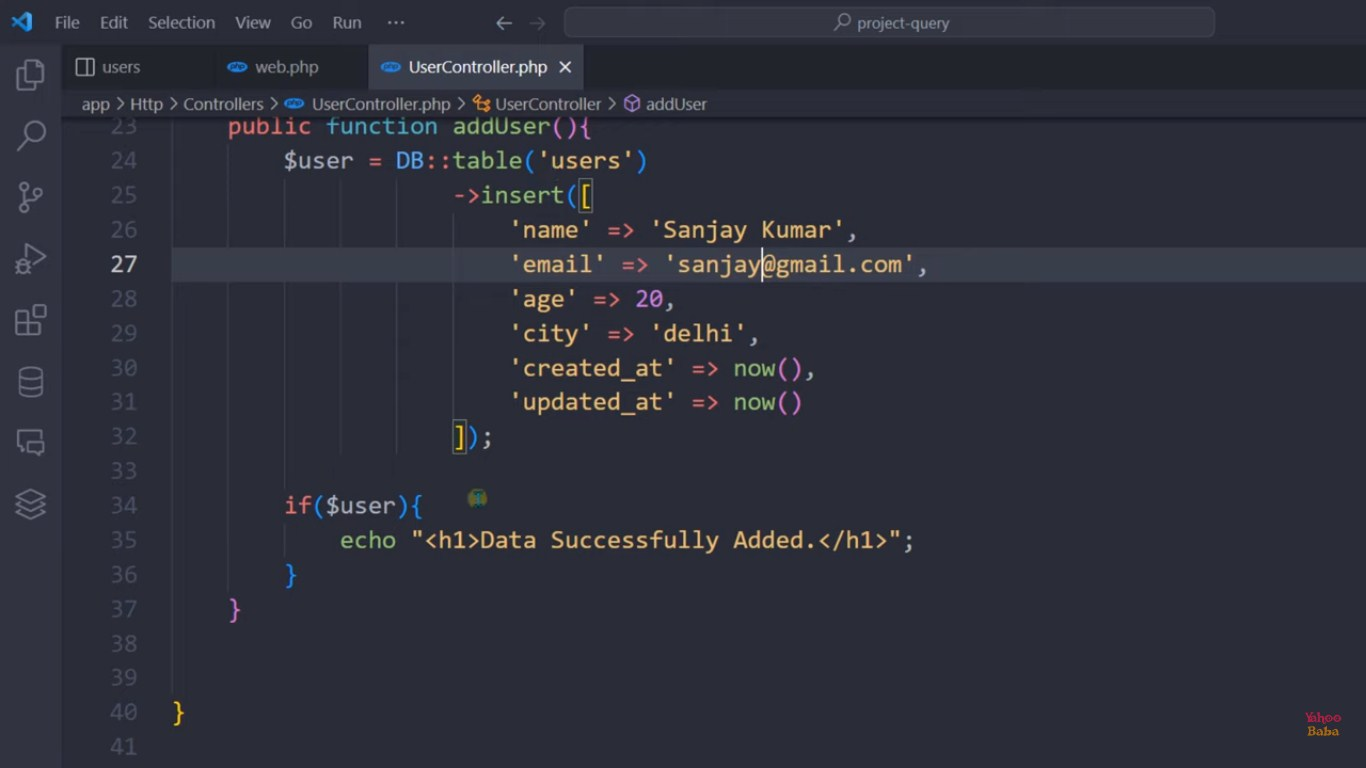 File Edit Selection View Go Run ··· ← → project-query
users web.php UserController.php ×
app > Http > Controllers > UserController.php > UserController > addUser
23 public function addUser(){
24 $user = DB::table('users')
25 ->insert([
26 'name' => 'Sanjay Kumar',
27 'email' => 'sanjay@gmail.com',
28 'age' => 20,
29 'city' => 'delhi',
30 'created_at' => now(),
31 'updated_at' => now()
32 ]);
33
34 if($user){
35 echo "<h1>Data Successfully Added.</h1>";
36 }
37 }
38
39
40 }
41
Yahoo
Baba